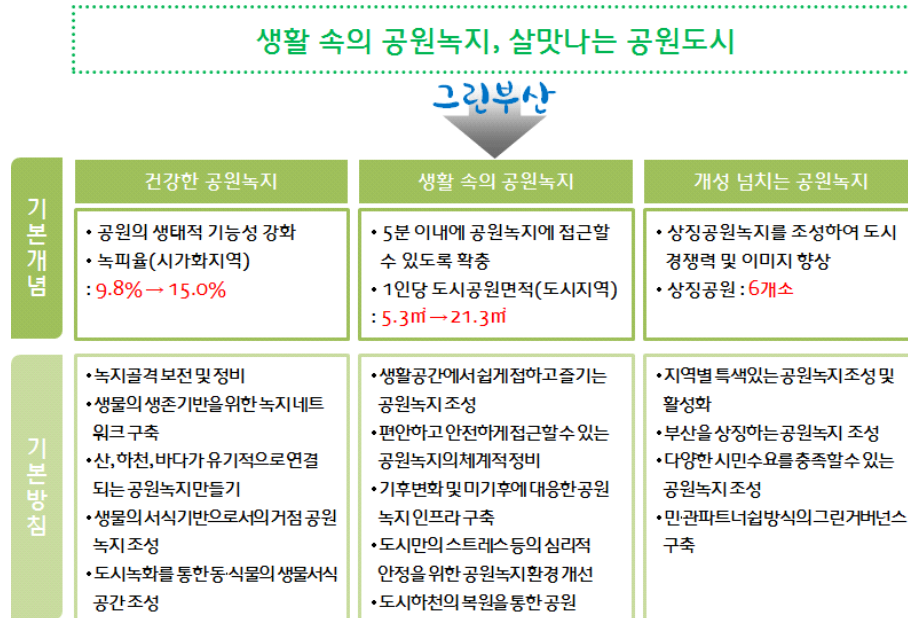 생활 속의 공원녹지, 살맛나는 공원도시
그린부산
기본개념
건강한 공원녹지
• 공원의 생태적 기능성 강화
• 녹피율(시가화지역)
: 9.8%→15.0%
생활 속의 공원녹지
• 5분 이내에 공원녹지에 접근할
수 있도록 확충
• 1인당 도시공원면적(도시지역)
: 5.3㎡→21.3㎡
개성 넘치는 공원녹지
• 상징공원녹지를 조성하여 도시
경쟁력 및 이미지 향상
• 상징공원 : 6개소
기본방침
•녹지골격 보전 및 정비
•생물의 생존기반을 위한 녹지 네트
워크 구축
•산, 하천, 바다가 유기적으로 연결
되는 공원녹지 만들기
•생물의 서식기반으로서의 거점 공원
녹지 조성
•도시녹화를 통한 동·식물의 생물서식
공간 조성
•생활공간에서 쉽게 접하고 즐기는
공원녹지 조성
•편안하고 안전하게 접근할 수 있는
공원녹지의 체계적 정비
•기후변화 및 미기후에 대응한 공원
녹지 인프라 구축
•도시만의 스트레스 등의 심리적
안정을 위한 공원녹지환경 개선
•도시하천의 복원을 통한 공원
•지역별 특색있는 공원녹지 조성 및
활성화
•부산을 상징하는 공원녹지 조성
•다양한 시민수요를 충족할 수 있는
공원녹지 조성
•민·관파트너쉽 방식의 그린거버넌스
구축